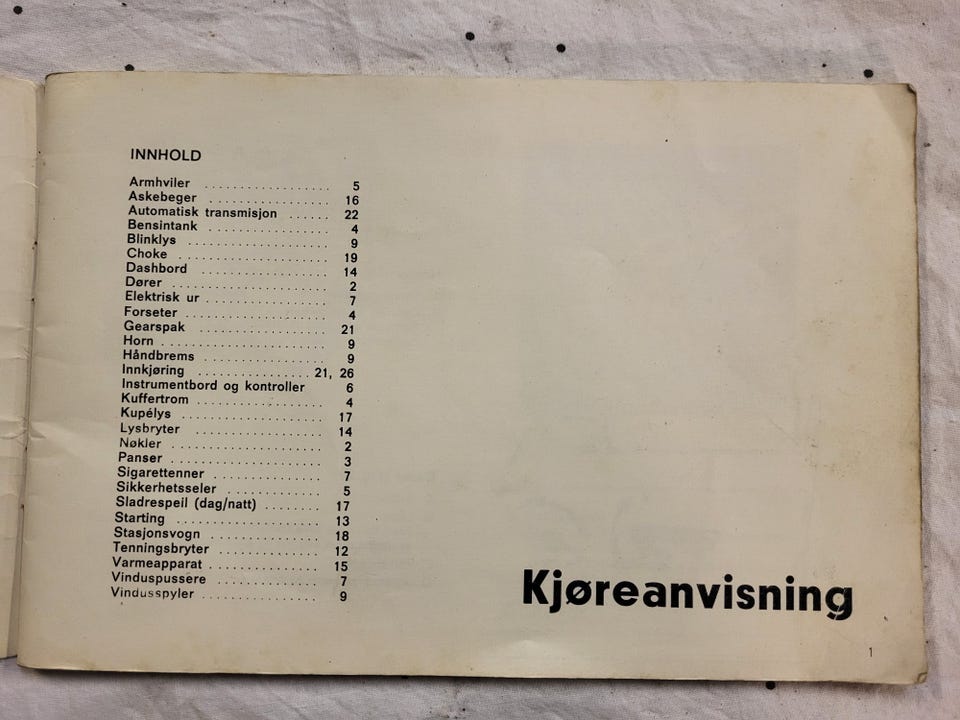 INNHOLD
Armhviler . . . . . . . . . . . . . . . . . . 5
Askebeger . . . . . . . . . . . . . . . . . 16
Automatisk transmisjon . . . . . . 22
Bensintank . . . . . . . . . . . . . . . . . 4
Blinklys . . . . . . . . . . . . . . . . . . . . 9
Choke . . . . . . . . . . . . . . . . . . . . . . 19
Dashbord . . . . . . . . . . . . . . . . . . 14
Dører . . . . . . . . . . . . . . . . . . . . . . 2
Elektrisk ur . . . . . . . . . . . . . . . . . 7
Forseter . . . . . . . . . . . . . . . . . . . . 4
Gearspak . . . . . . . . . . . . . . . . . . 21
Horn . . . . . . . . . . . . . . . . . . . . . . . 9
Håndbrems . . . . . . . . . . . . . . . . . 9
Innkjøring . . . . . . . . . . . . . . . . 21, 26
Instrumentbord og kontroller 6
Kuffertrom . . . . . . . . . . . . . . . . . . 4
Kupélys . . . . . . . . . . . . . . . . . . . . 17
Lysbryter . . . . . . . . . . . . . . . . . . 14
Nøkler . . . . . . . . . . . . . . . . . . . . . 2
Panser . . . . . . . . . . . . . . . . . . . . . 3
Sigarettenner . . . . . . . . . . . . . . . 7
Sikkerhetsseler . . . . . . . . . . . . . 5
Sladrespeil (dag/natt) . . . . . . . . 17
Starting . . . . . . . . . . . . . . . . . . . . 13
Stasjonsvogn . . . . . . . . . . . . . . . 18
Tenningsbryter . . . . . . . . . . . . . . 12
Varmeapparat . . . . . . . . . . . . . . . 15
Vinduspussere . . . . . . . . . . . . . . 7
Vindusspyler . . . . . . . . . . . . . . . . 9
Kjøreanvisning
1